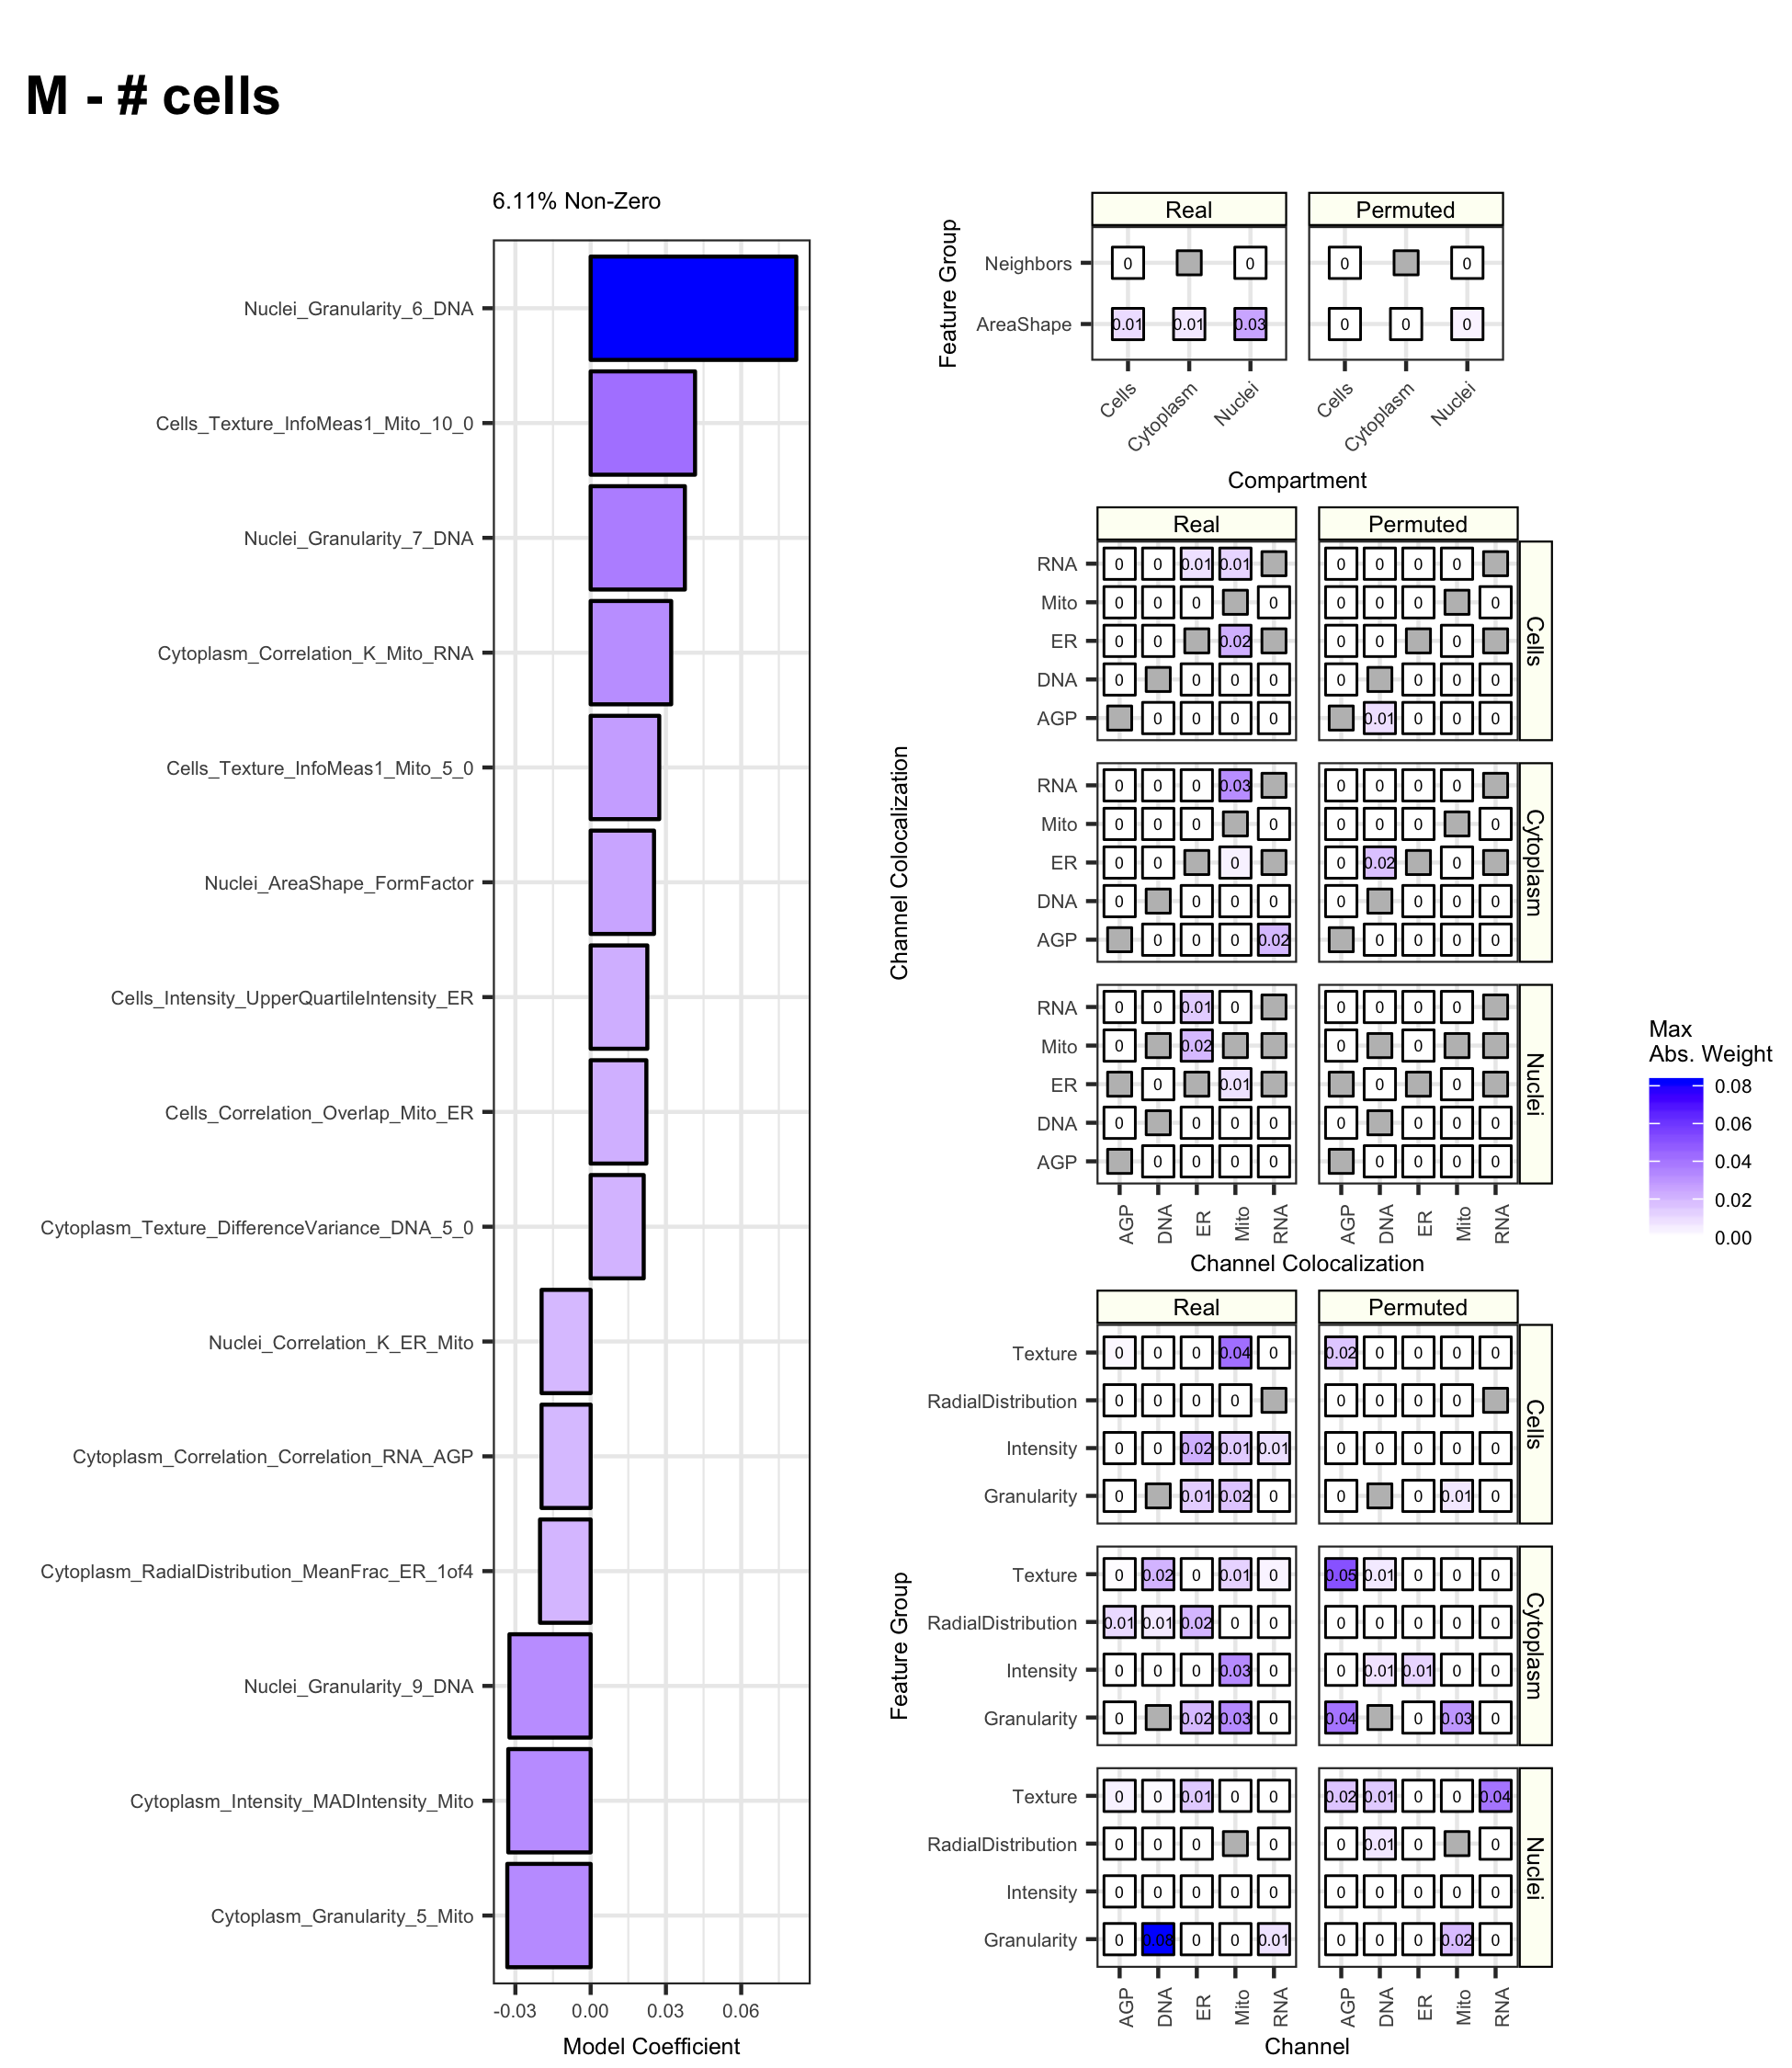 M - # cells
6.11% Non-Zero
Nuclei_Granularity_6_DNA
Cells_Texture_InfoMeas1_Mito_10_0
Nuclei_Granularity_7_DNA
Cytoplasm_Correlation_K_Mito_RNA
Cells_Texture_InfoMeas1_Mito_5_0
Nuclei_AreaShape_FormFactor
Cells_Intensity_UpperQuartileIntensity_ER
Cells_Correlation_Overlap_Mito_ER
Cytoplasm_Texture_DifferenceVariance_DNA_5_0
Nuclei_Correlation_K_ER_Mito
Cytoplasm_Correlation_Correlation_RNA_AGP
Cytoplasm_RadialDistribution_MeanFrac_ER_1of4
Nuclei_Granularity_9_DNA
Cytoplasm_Intensity_MADIntensity_Mito
Cytoplasm_Granularity_5_Mito
-0.03 0.00 0.03 0.06
Model Coefficient
Feature Group
Real Permuted
Neighbors 0 0 0 0
AreaShape 0.01 0.01 0.03 0 0 0
Cells Cytoplasm Nuclei Cells Cytoplasm Nuclei
Compartment
Channel Colocalization
Real Permuted
Cells
RNA 0 0 0.01 0.01 0 0 0 0
Mito 0 0 0 0 0 0 0 0
ER 0 0 0.02 0 0 0
DNA 0 0 0 0 0 0 0 0
AGP 0 0 0 0 0.01 0 0 0
Cytoplasm
RNA 0 0 0 0.03 0 0 0 0
Mito 0 0 0 0 0 0 0 0
ER 0 0 0 0 0.02 0
DNA 0 0 0 0 0 0 0 0
AGP 0 0 0 0.02 0 0 0 0
Nuclei
RNA 0 0 0.01 0 0 0 0 0
Mito 0 0.02 0 0
ER 0 0.01 0 0
DNA 0 0 0 0 0 0 0 0
AGP 0 0 0 0 0 0 0 0
AGP DNA ER Mito RNA AGP DNA ER Mito RNA
Channel Colocalization
Feature Group
Real Permuted
Cells
Texture 0 0 0 0.04 0 0.02 0 0 0 0
RadialDistribution 0 0 0 0 0 0 0 0
Intensity 0 0 0.02 0.01 0.01 0 0 0 0 0
Granularity 0 0.01 0.02 0 0 0 0.01 0
Cytoplasm
Texture 0 0.02 0 0.01 0 0.05 0.01 0 0 0
RadialDistribution 0.01 0.01 0.02 0 0 0 0 0 0 0
Intensity 0 0 0 0.03 0 0 0.01 0.01 0 0
Granularity 0 0.02 0.03 0 0.04 0 0.03 0
Nuclei
Texture 0 0 0.01 0 0 0.02 0.01 0 0 0.04
RadialDistribution 0 0 0 0 0 0.01 0 0
Intensity 0 0 0 0 0 0 0 0 0 0
Granularity 0 0.08 0 0 0.01 0 0 0 0.02 0
AGP DNA ER Mito RNA AGP DNA ER Mito RNA
Channel
Max
Abs. Weight
0.08
0.06
0.04
0.02
0.00